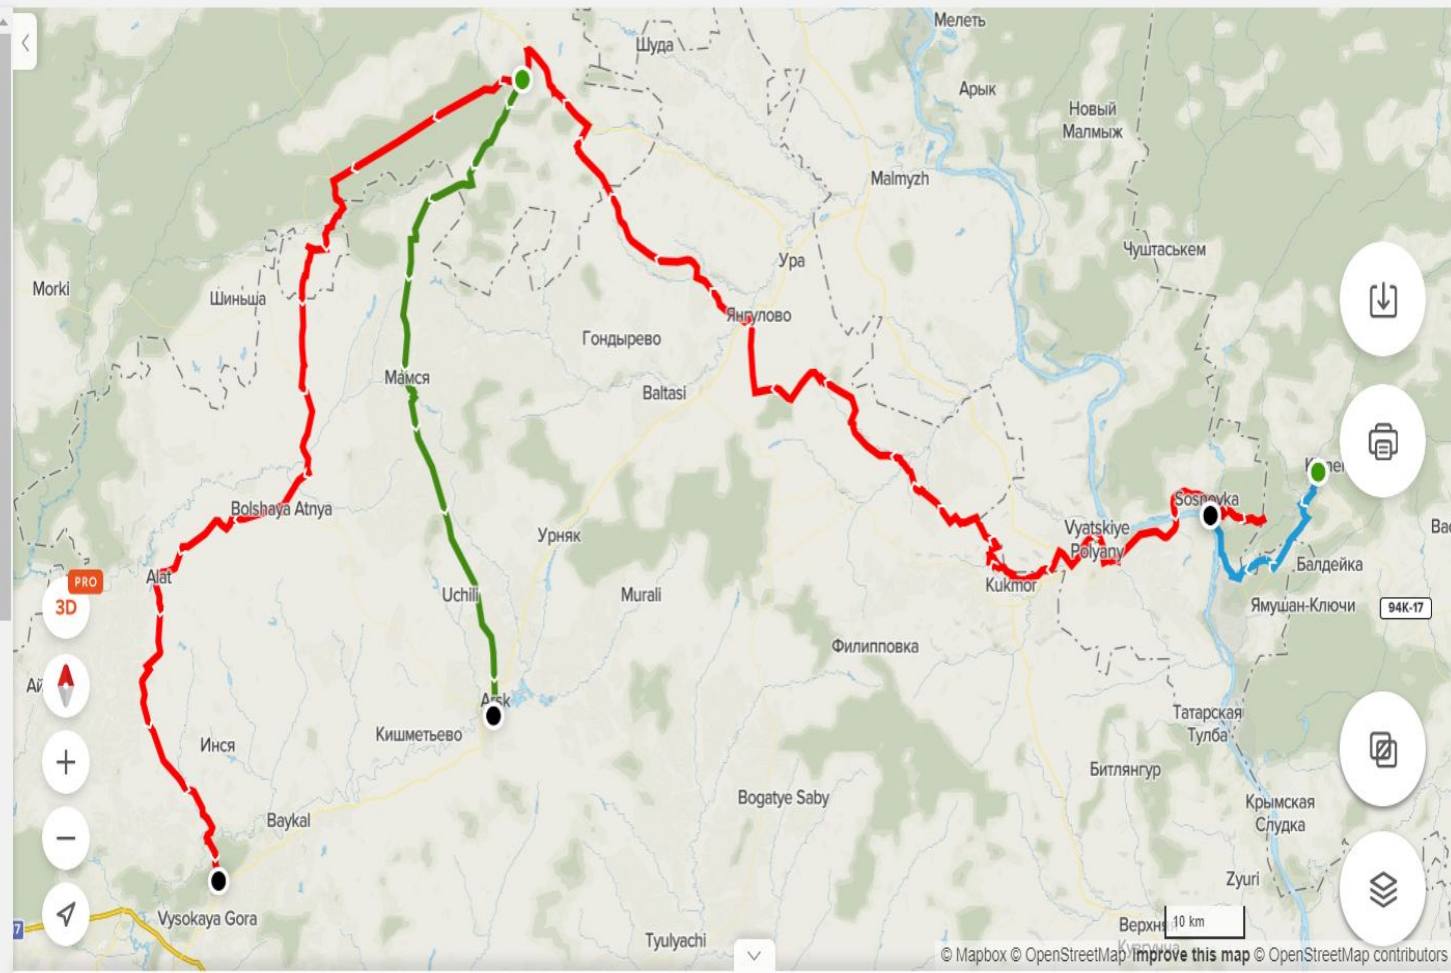 Мелеть
Шуда
Арык
Новый
Малмыж
Malmyzh
Чуштаськем
Ура
Morki
Шиньша
Янгулово
Гондырево
Мамся
Baltasi
Sosnovka
Bolshaya Atnya
Vyatskiye
Polyany
Урняк
Балдейка
Alat
PRO
3D
Kukmor
Uchili
Murali
Ямушан-Ключи
94K-17
Филипповка
Arsk
Татарская
Тулба
Кишметьево
Инся
Битлянгур
Bogatye Saby
Крымская
Слудка
Baykal
Zyuri
Vysokaya Gora
10 km
7
Tyulyachi
© Mapbox © OpenStreetMap Improve this map © OpenStreetMap contributors